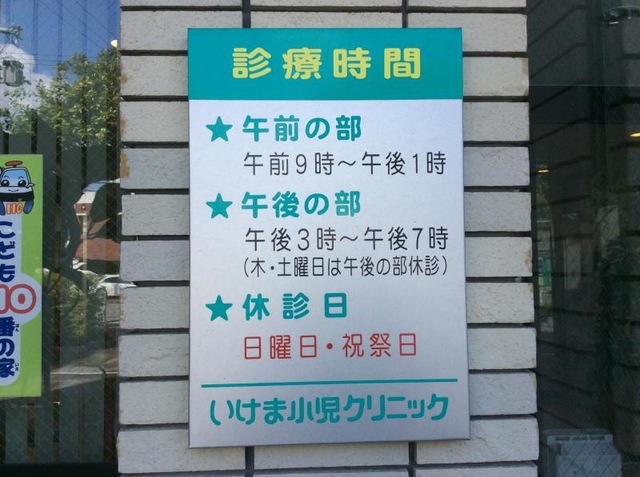 診療時間
★午前の部
午前9時～午後1時
★午後の部
午後3時～午後7時
(木・土曜日は午後の部休診)
★休診日
日曜日・祝祭日
いけま小児クリニック
110
こども
110
番の家